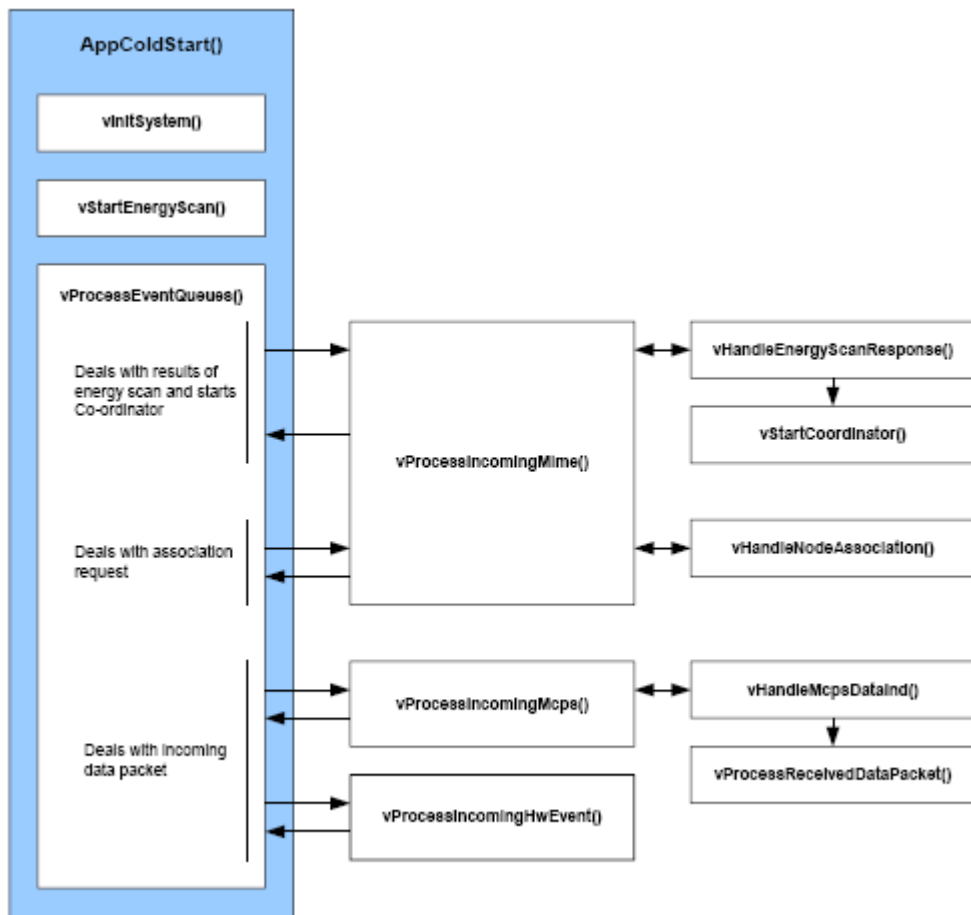 AppColdStart()
vInitSystem()
vStartEnergyScan()
vProcessEventQueues()
Deals with results of
energy scan and starts
Co-ordinator
vProcessIncomingMlme()
vHandleEnergyScanResponse()
vStartCoordinator()
Deals with association
request
vHandleNodeAssociation()
Deals with incoming
data packet
vProcessIncomingMcps()
vHandleMcpsDataInd()
vProcessReceivedDataPacket()
vProcessIncomingHwEvent()